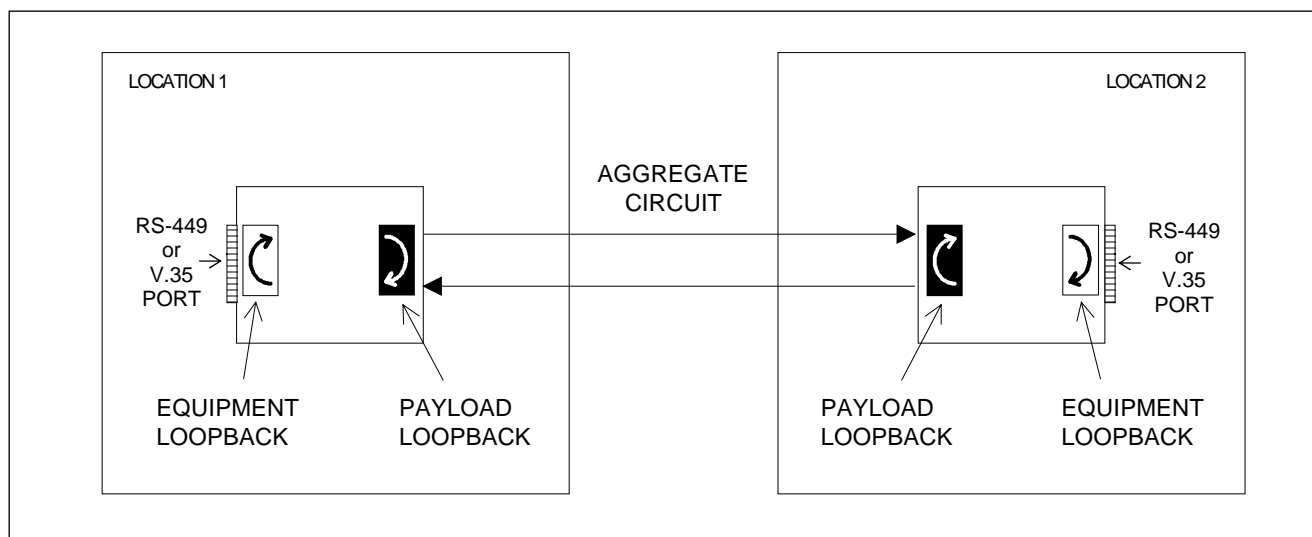 LOCATION 1
LOCATION 2
AGGREGATE
CIRCUIT
RS-449
or
V.35
PORT
RS-449
or
V.35
PORT
EQUIPMENT
LOOPBACK
PAYLOAD
LOOPBACK
PAYLOAD
LOOPBACK
EQUIPMENT
LOOPBACK